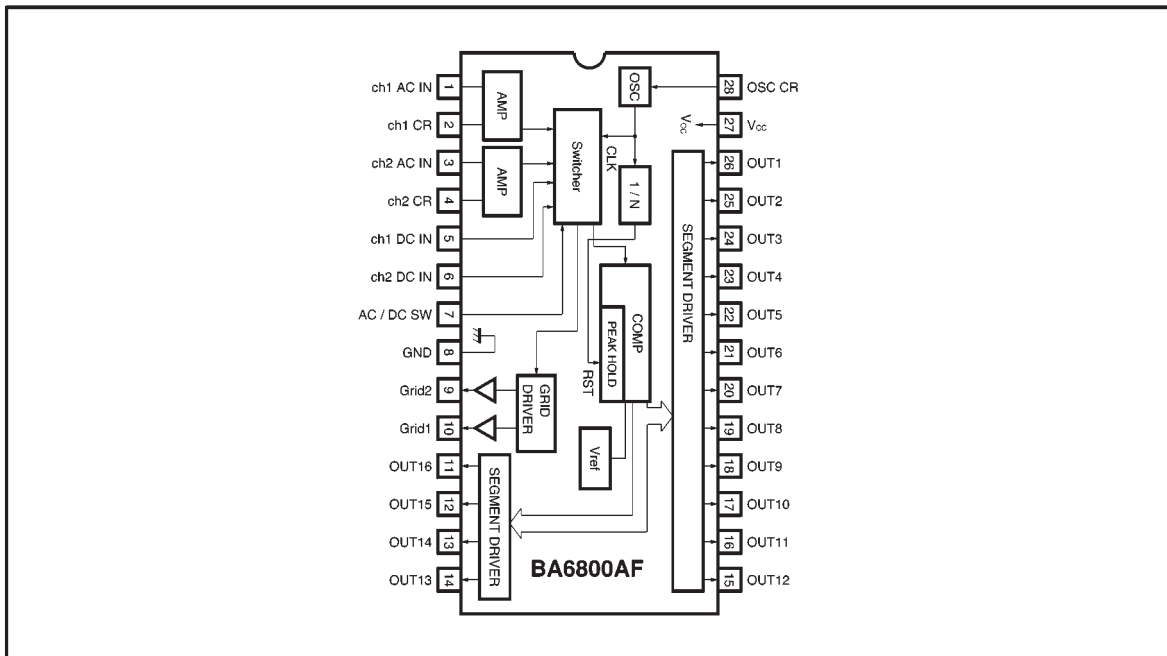 ch1 AC IN 1
ch1 CR 2
ch2 AC IN 3
ch2 CR 4
ch1 DC IN 5
ch2 DC IN 6
AC / DC SW 7
GND 8
Grid2 9
Grid1 10
OUT16 11
OUT15 12
OUT14 13
OUT13 14
AMP
AMP
Switcher
OSC
CLK
1 / N
Vcc
COMP
PEAK HOLD
RST
GRID DRIVER
Vref
SEGMENT DRIVER
SEGMENT DRIVER
BA6800AF
28 OSC CR
27 Vcc
26 OUT1
25 OUT2
24 OUT3
23 OUT4
22 OUT5
21 OUT6
20 OUT7
19 OUT8
18 OUT9
17 OUT10
16 OUT11
15 OUT12